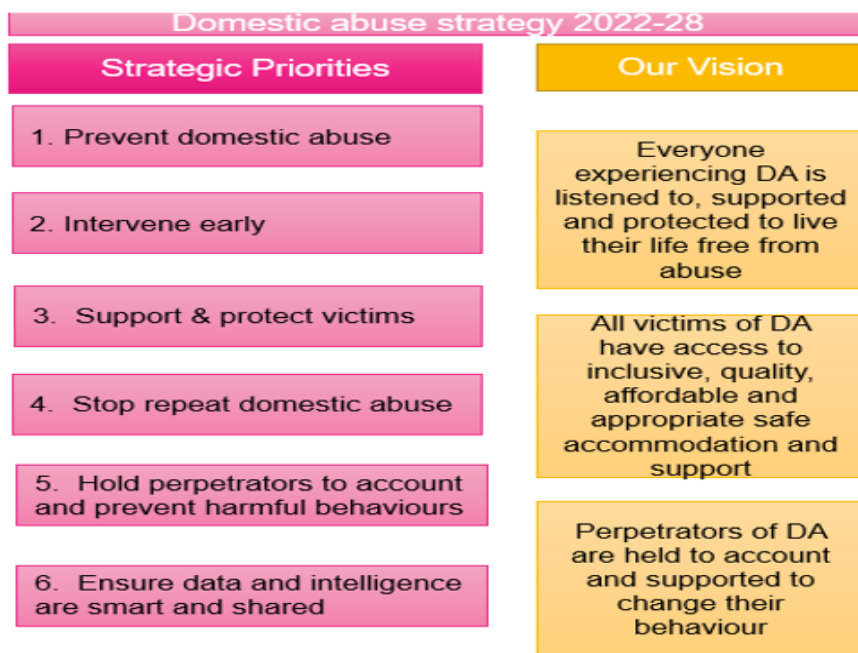 Domestic abuse strategy 2022-28
Strategic Priorities
1. Prevent domestic abuse
2. Intervene early
3. Support & protect victims
4. Stop repeat domestic abuse
5. Hold perpetrators to account
and prevent harmful behaviours
6. Ensure data and intelligence
are smart and shared
Our Vision
Everyone
experiencing DA is
listened to, supported
and protected to live
their life free from
abuse
All victims of DA
have access to
inclusive, quality,
affordable and
appropriate safe
accommodation and
support
Perpetrators of DA
are held to account
and supported to
change their
behaviour